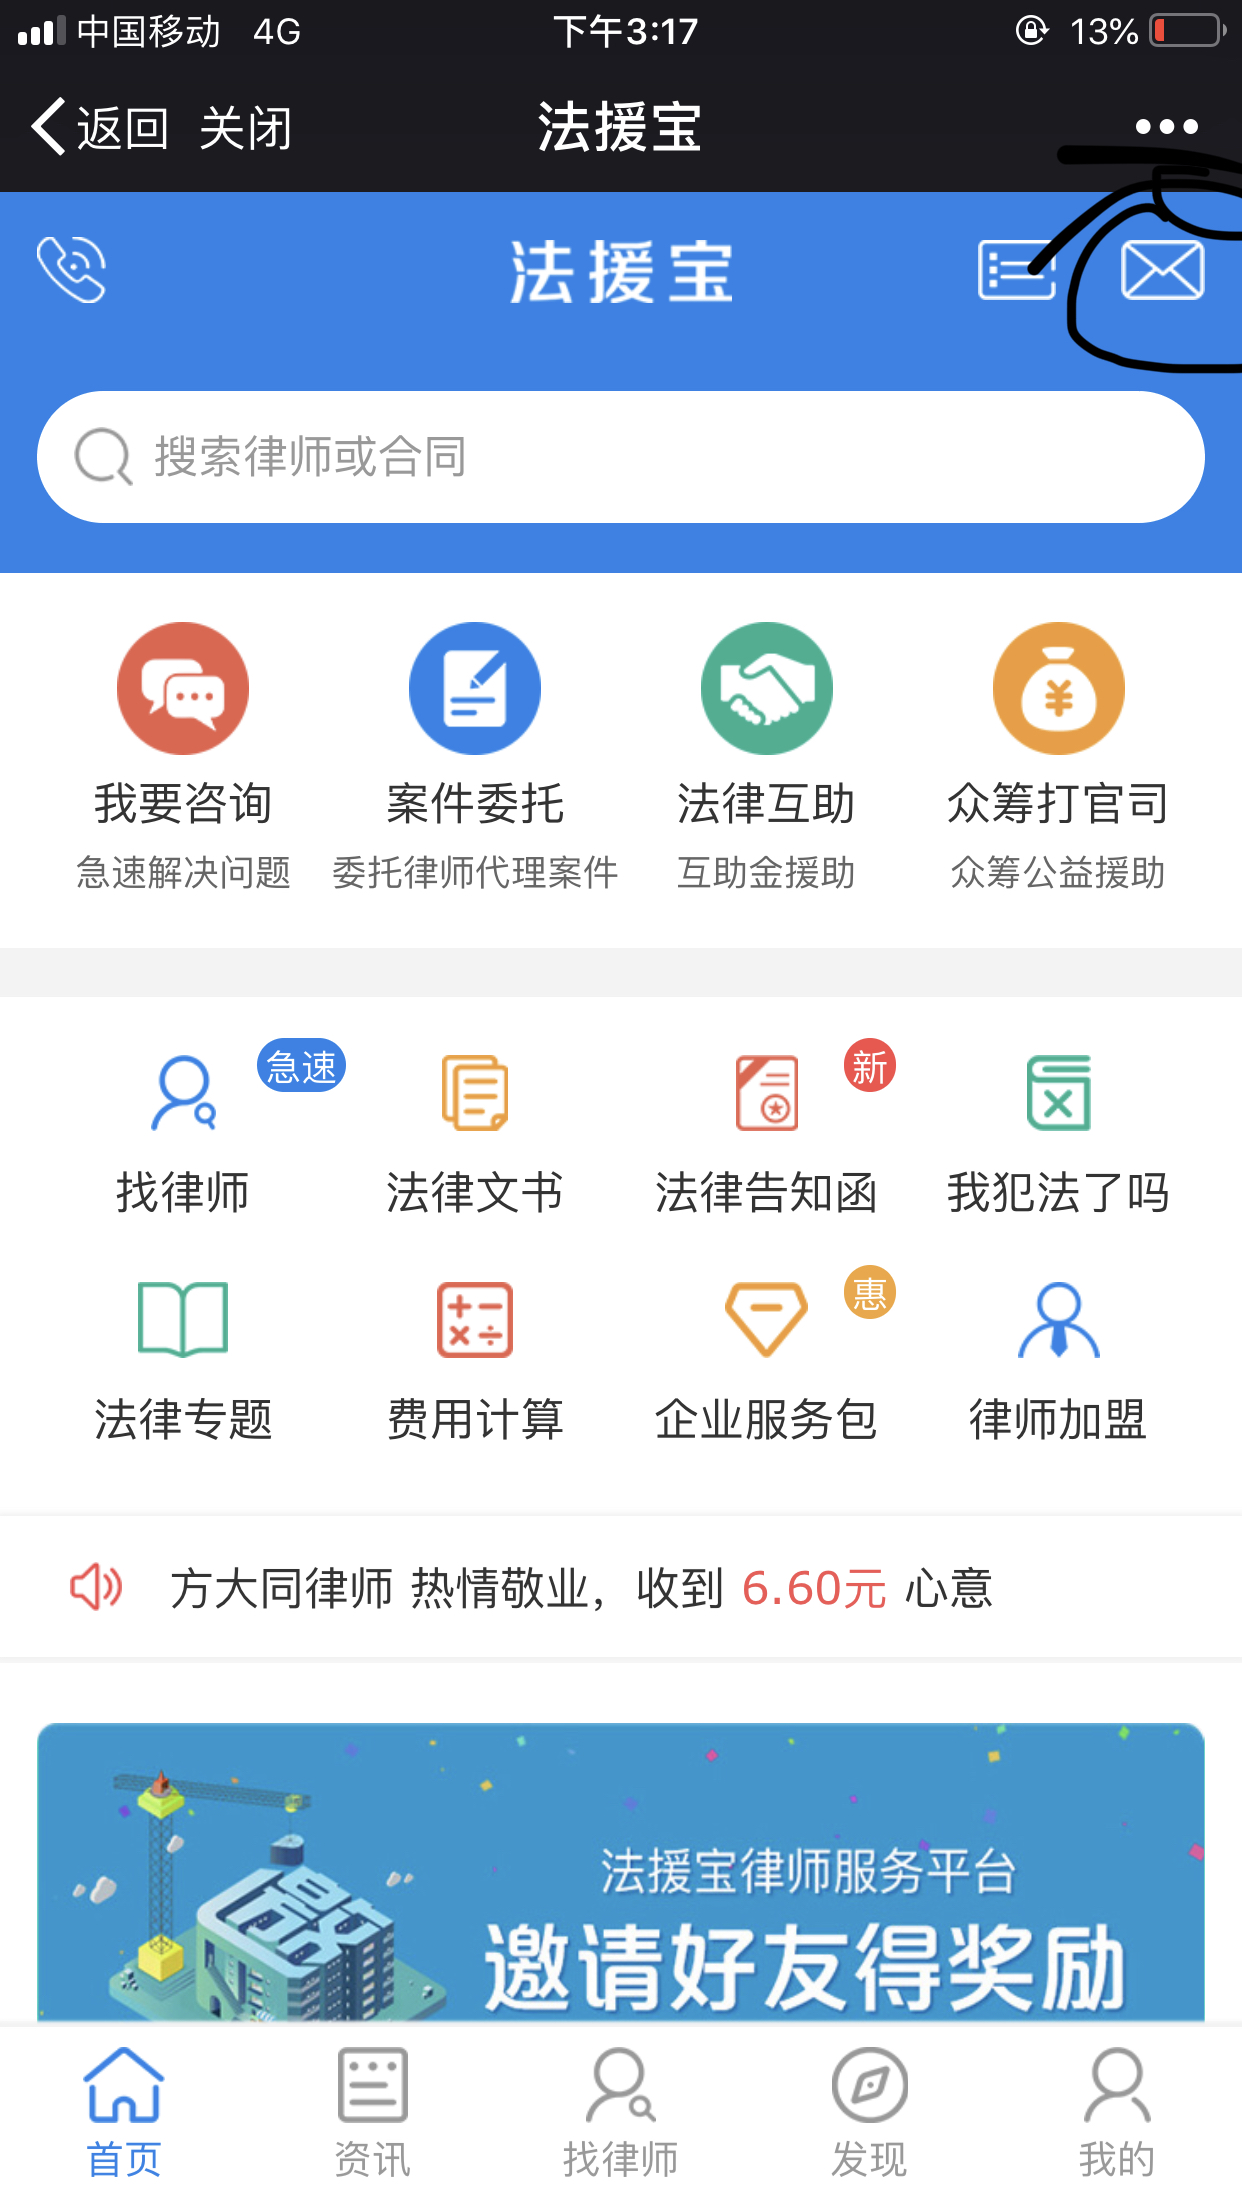 中国移动 4G 下午3:17 13%
返回 关闭 法援宝
法援宝
搜索律师或合同
我要咨询 案件委托 法律互助 众筹打官司
急速解决问题 委托律师代理案件 互助金援助 众筹公益援助
急速 新
找律师 法律文书 法律告知函 我犯法了吗
惠
法律专题 费用计算 企业服务包 律师加盟
方大同律师 热情敬业，收到 6.60元 心意
法援宝律师服务平台
邀请好友得奖励
首页 资讯 找律师 发现 我的